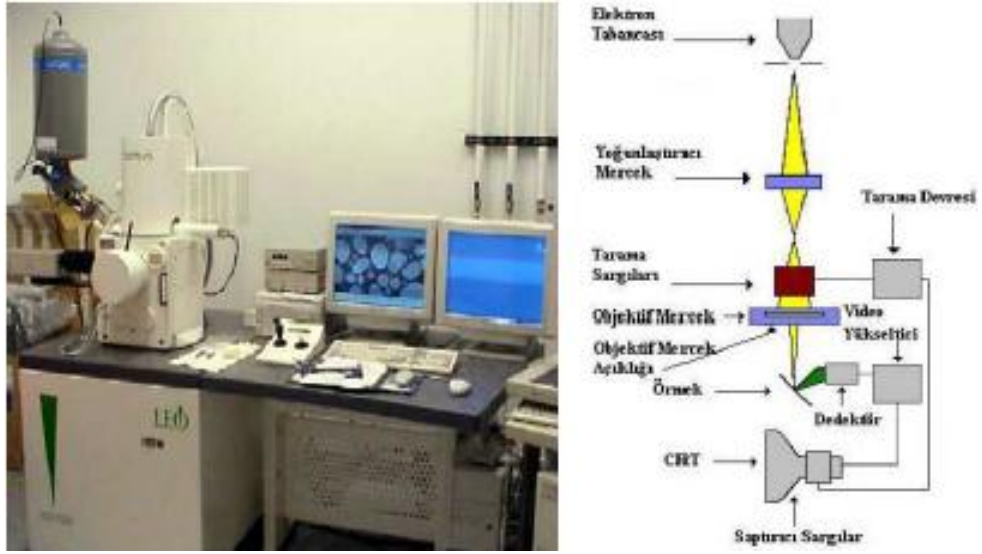 Elektron
Tabancası
Yoğunlaştırıcı
Mercek
Tarama Devresi
Tarama
Sargıları
Objektif Mercek
Video
Yükseltici
Objektif Mercek
Açıklığı
Örnek
Dedektör
CRT
Saptırıcı Sargılar
LEO